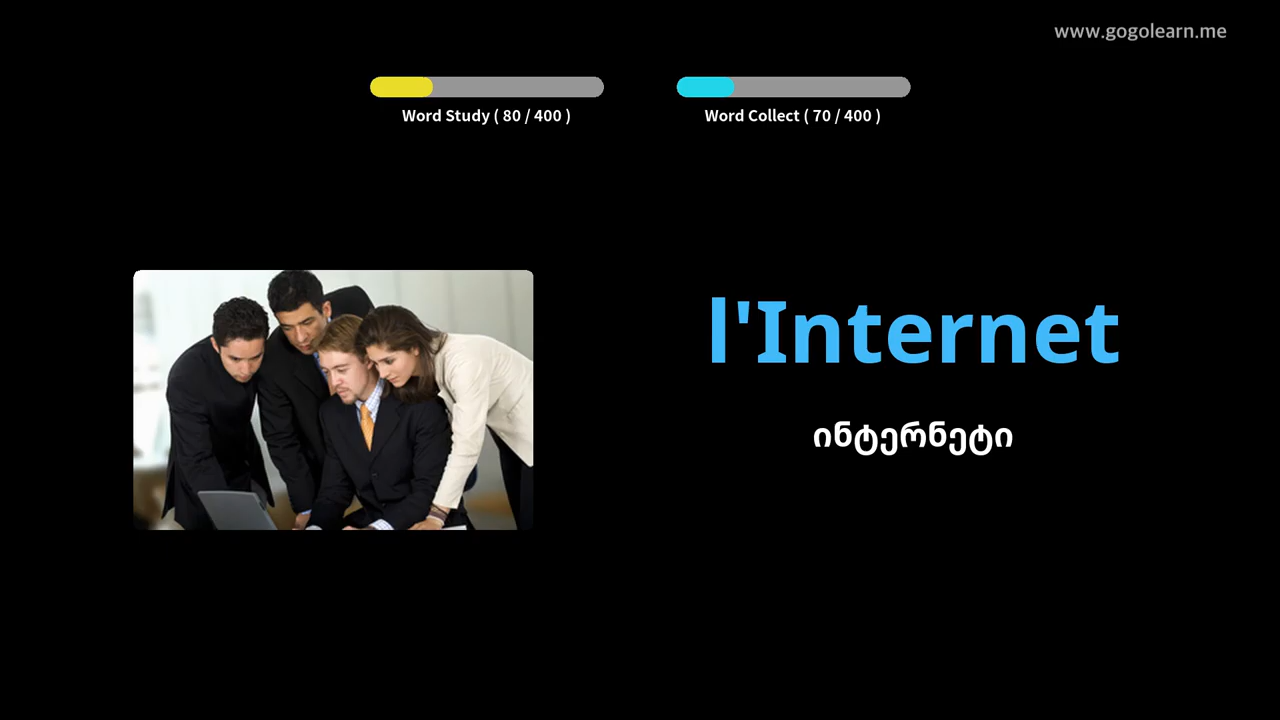 www.gogolearn.me
Word Study ( 80 / 400 )
Word Collect ( 70 / 400 )
l'Internet
ინტერნეტი